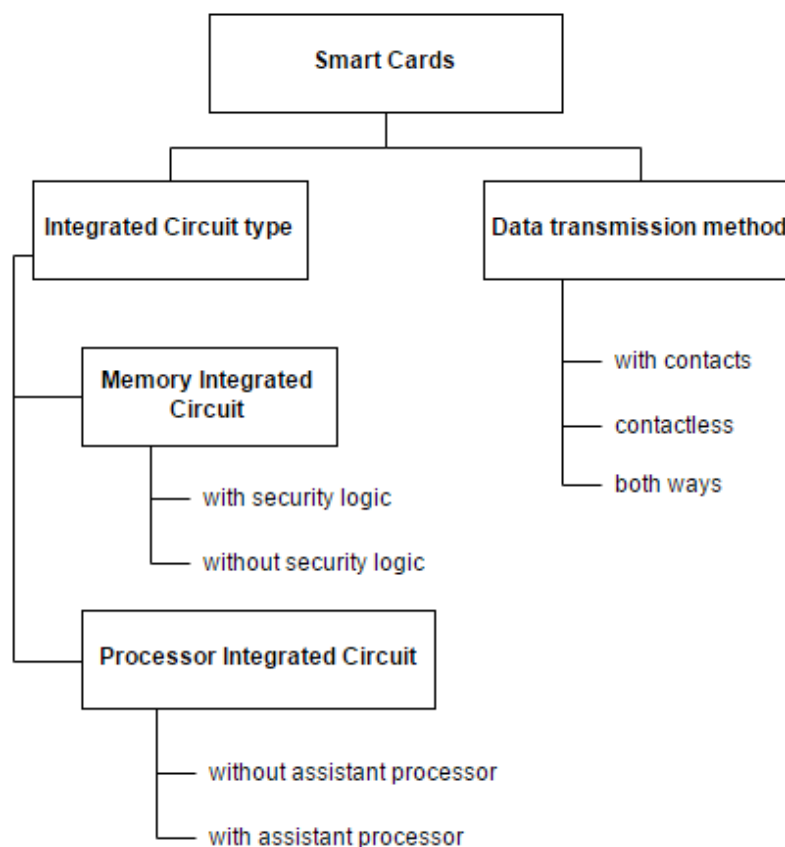 Smart Cards
Integrated Circuit type
Data transmission method
with contacts
contactless
both ways
Memory Integrated
Circuit
with security logic
without security logic
Processor Integrated Circuit
without assistant processor
with assistant processor